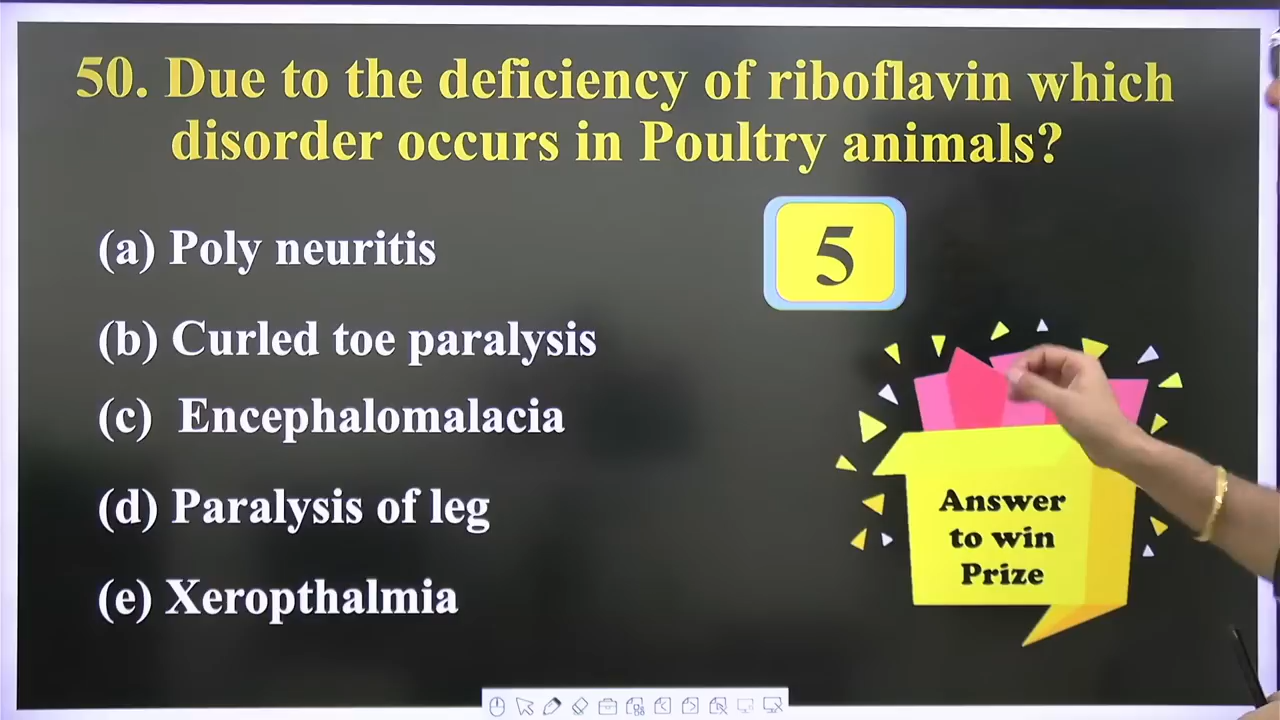 50. Due to the deficiency of riboflavin which
disorder occurs in Poultry animals?
5
(a) Poly neuritis
(b) Curled toe paralysis
(c) Encephalomalacia
(d) Paralysis of leg
(e) Xeropthalmia
Answer
to win
Prize